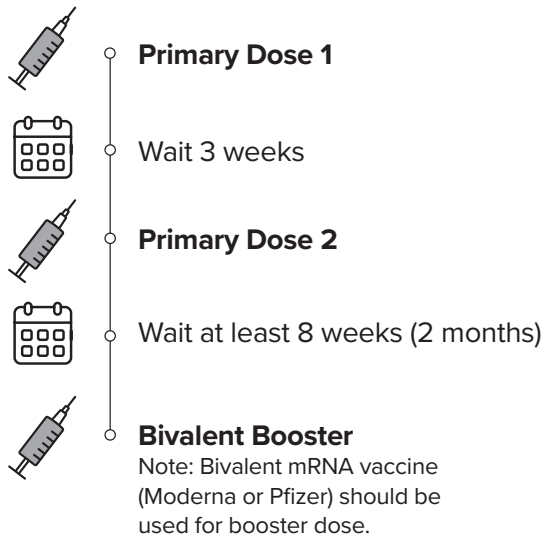 Primary Dose 1
Wait 3 weeks
Primary Dose 2
Wait at least 8 weeks (2 months)
Bivalent Booster
Note: Bivalent mRNA vaccine
(Moderna or Pfizer) should be
used for booster dose.